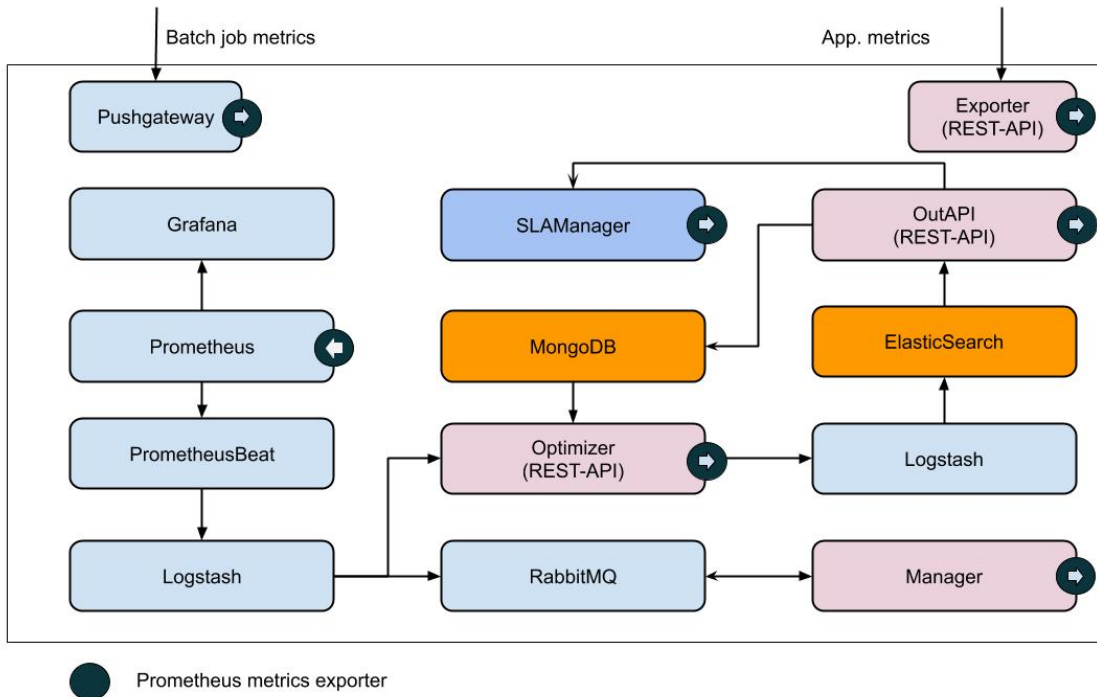 Batch job metrics
App. metrics
Pushgateway
Exporter
(REST-API)
Grafana
SLAManager
OutAPI
(REST-API)
Prometheus
MongoDB
ElasticSearch
PrometheusBeat
Optimizer
(REST-API)
Logstash
Logstash
RabbitMQ
Manager
Prometheus metrics exporter